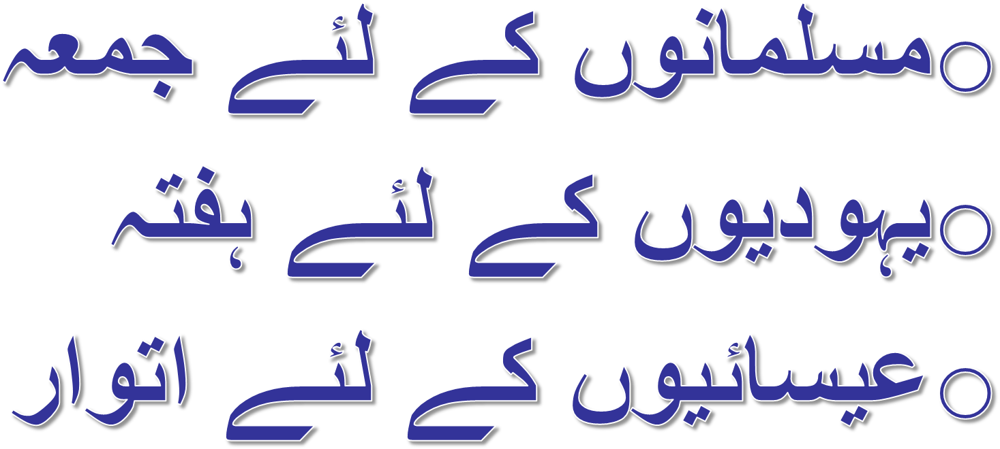 ○مسلمانوں کے لئے جمعہ
○یہودیوں کے لئے ہفتہ
○عیسائیوں کے لئے اتوار